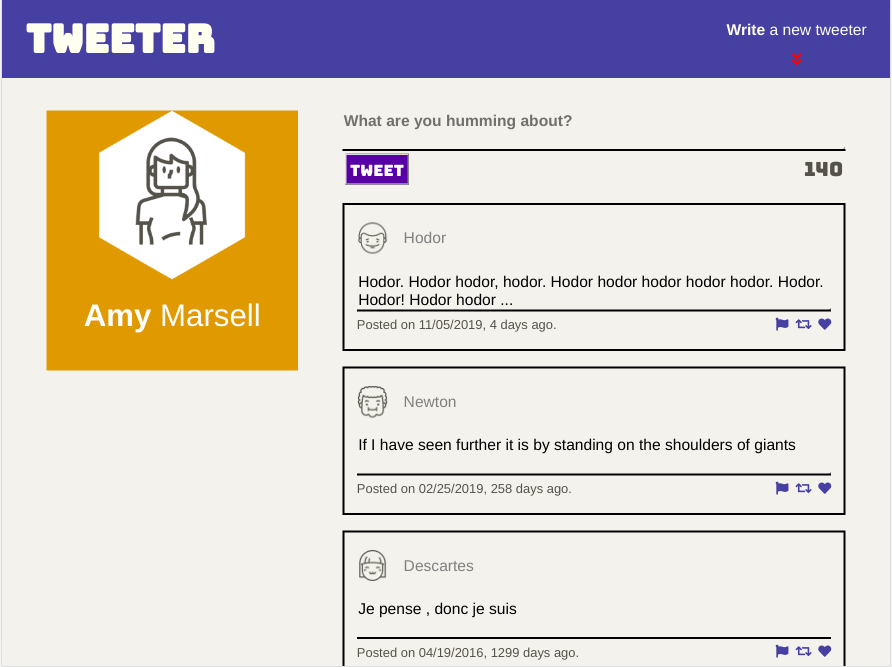 TWEETER
Write a new tweeter
Amy Marsell
What are you humming about?
TWEET
140
Hodor
Hodor. Hodor hodor, hodor. Hodor hodor hodor hodor hodor. Hodor.
Hodor! Hodor hodor ...
Posted on 11/05/2019, 4 days ago.
Newton
If I have seen further it is by standing on the shoulders of giants
Posted on 02/25/2019, 258 days ago.
Descartes
Je pense , donc je suis
Posted on 04/19/2016, 1299 days ago.